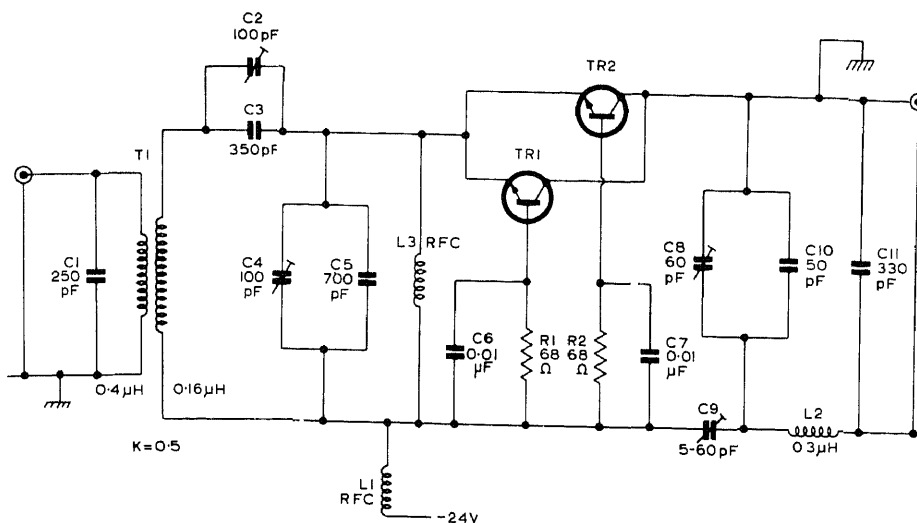 C2
100pF
C3
350pF
T1
C1
250
pF
0·4μH
0·16μH
K=0·5
C4
100
pF
C5
700
pF
L3 RFC
L1
RFC
-24V
TR2
TR1
C6
0·01
μF
R1
68
Ω
R2
68
Ω
C7
0·01
μF
C8
60
pF
C10
50
pF
C11
330
pF
C9
5-60pF
L2
0·3μH